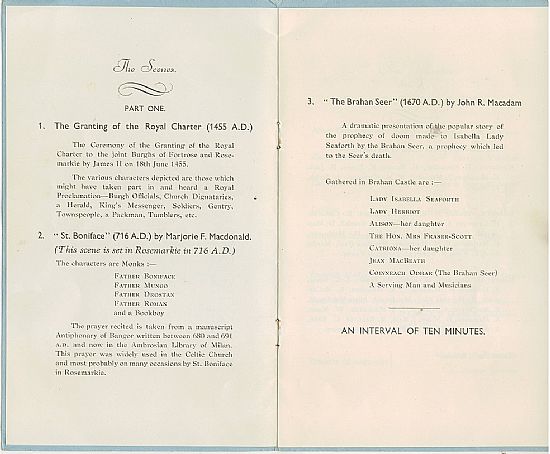 The Scenes.
PART ONE.
1. The Granting of the Royal Charter (1455 A.D.)
The Ceremony of the Granting of the Royal
Charter to the joint Burghs of Fortrose and Rose-
markie by James II on 18th June 1455.
The various characters depicted are those which
might have taken part in and heard a Royal
Proclamation—Burgh Officials, Church Dignataries,
a Herald, King's Messenger, Soldiers, Gentry,
Townspeople, a Packman, Tumblers, etc.
2. "St. Boniface" (716 A.D.) by Marjorie F. Macdonald.
(This scene is set in Rosemarkie in 716 A.D.)
The characters are Monks :—
FATHER BONIFACE
FATHER MUNGO
FATHER DROSTAN
FATHER RONAN
and a Bookboy
The prayer recited is taken from a manuscript
Antiphonary of Bangor written between 680 and 691
A.D. and now in the Ambrosian Library of Milan.
This prayer was widely used in the Celtic Church
and most probably on many occasions by St. Boniface
in Rosemarkie.
3. "The Brahan Seer" (1670 A.D.) by John R. Macadam
A dramatic presentation of the popular story of
the prophecy of doom made to Isabella Lady
Seaforth by the Brahan Seer, a prophecy which led
to the Seer's death.
Gathered in Brahan Castle are :—
LADY ISABELLA SEAFORTH
LADY HERRIOT
ALISON—her daughter
THE HON. MRS FRASER-SCOTT
CATRIONA—her daughter
JEAN MACBEATH
COINNEACH ODHAR (The Brahan Seer)
A Serving Man and Musicians
AN INTERVAL OF TEN MINUTES.